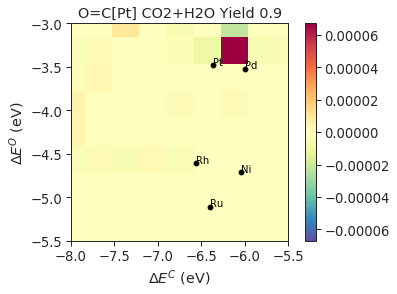 O=C[Pt] CO2+H2O Yield 0.9
−3.0
−3.5
−4.0
−4.5
−5.0
−5.5
ΔE^O (eV)
Pt
Pd
Rh
Ni
Ru
−8.0 −7.5 −7.0 −6.5 −6.0 −5.5
ΔE^C (eV)
0.00006
0.00004
0.00002
0.00000
−0.00002
−0.00004
−0.00006